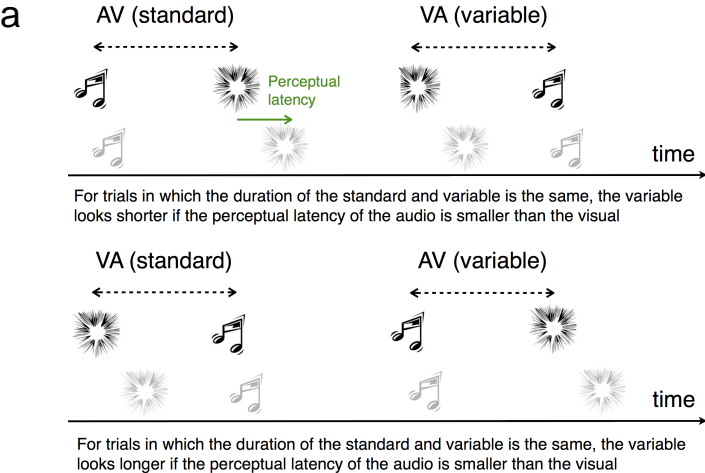 a
AV (standard)
VA (variable)
Perceptual
latency
time
For trials in which the duration of the standard and variable is the same, the variable
looks shorter if the perceptual latency of the audio is smaller than the visual
VA (standard)
AV (variable)
time
For trials in which the duration of the standard and variable is the same, the variable
looks longer if the perceptual latency of the audio is smaller than the visual